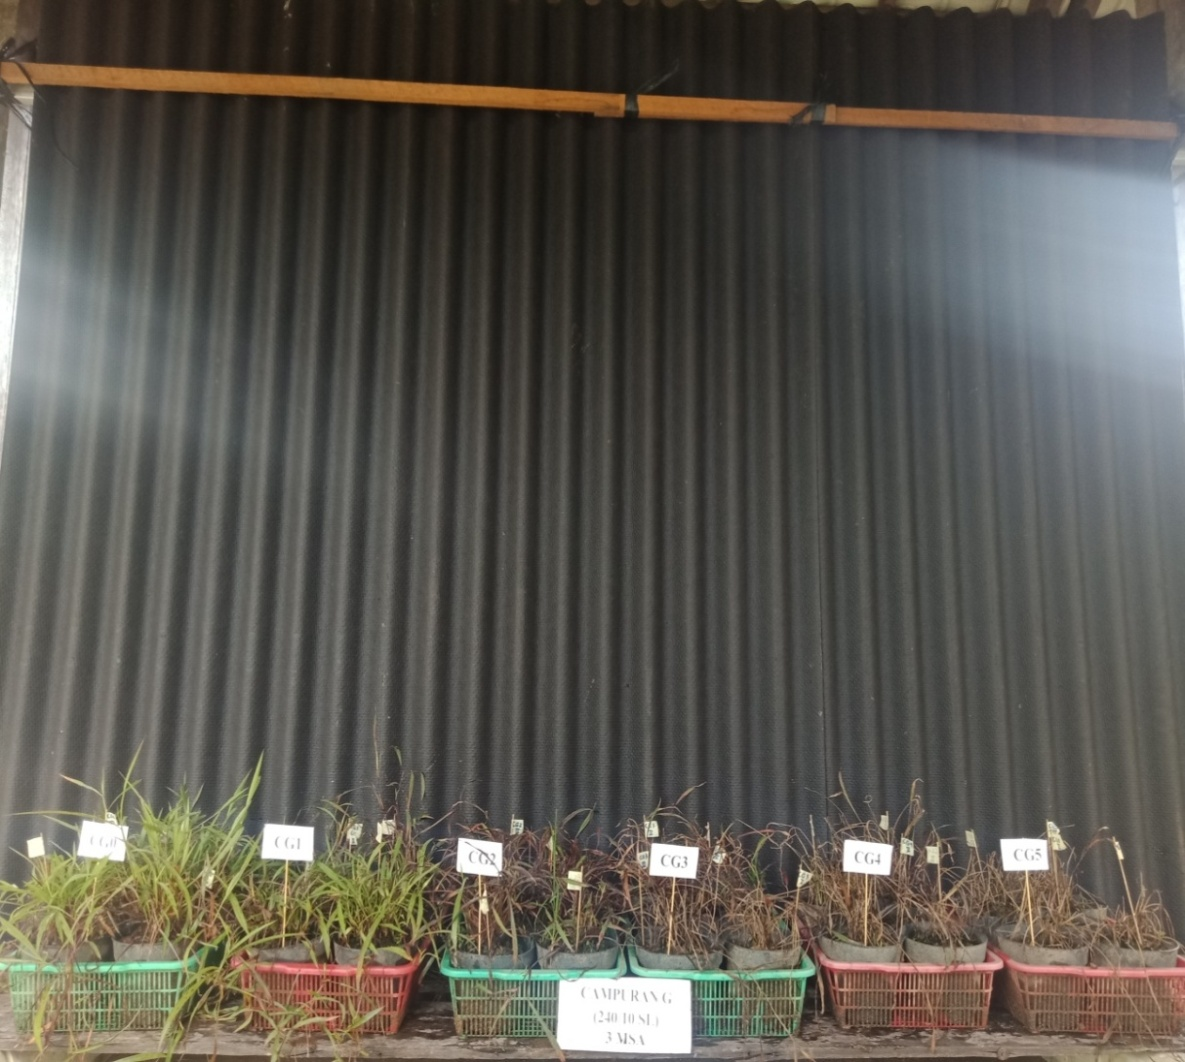 CG0
CG1
CG2
CG3
CG4
CG5
CAMPURAN G
(240/10 SL)
3 MSA